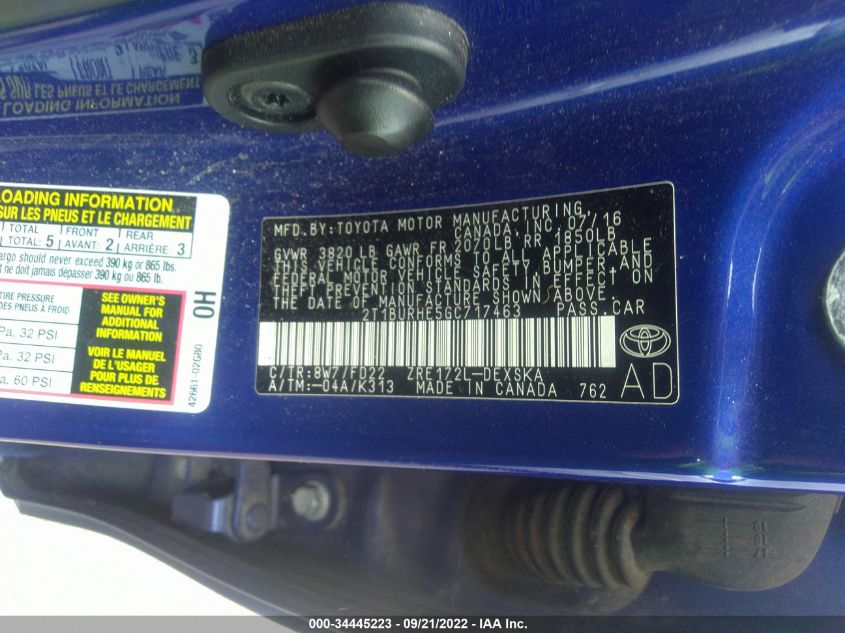 LOADING INFORMATION
SUR LES PNEUS ET LE CHARGEMENT
TOTAL FRONT REAR
TOTAL: 5 AVANT: 2 ARRIÈRE: 3
cargo should never exceed 390 kg or 865 lbs.
t ne doit jamais dépasser 390 kg ou 865 lb.
TIRE PRESSURE
DES PNEUS À FROID
Pa, 32 PSI
Pa, 32 PSI
Pa, 60 PSI
SEE OWNER'S
MANUAL FOR
ADDITIONAL
INFORMATION
VOIR LE MANUEL
DE L'USAGER
POUR PLUS DE
RENSEIGNEMENTS
0H
42661-02G80
MFD. BY: TOYOTA MOTOR MANUFACTURING
CANADA, INC. 07/16
GVWR 3820 LB GAWR FR 2020LB RR 1850LB
THIS VEHICLE CONFORMS TO ALL APPLICABLE
FEDERAL MOTOR VEHICLE SAFETY, BUMPER, AND
THEFT PREVENTION STANDARDS IN EFFECT ON
THE DATE OF MANUFACTURE SHOWN ABOVE.
2T1BURHE5GC717463 PASS.CAR
C/TR:8W7/FD22 ZRE172L-DEXSKA
A/TM:-04A/K313 MADE IN CANADA 762
AD
000-34445223 - 09/21/2022 - IAA Inc.